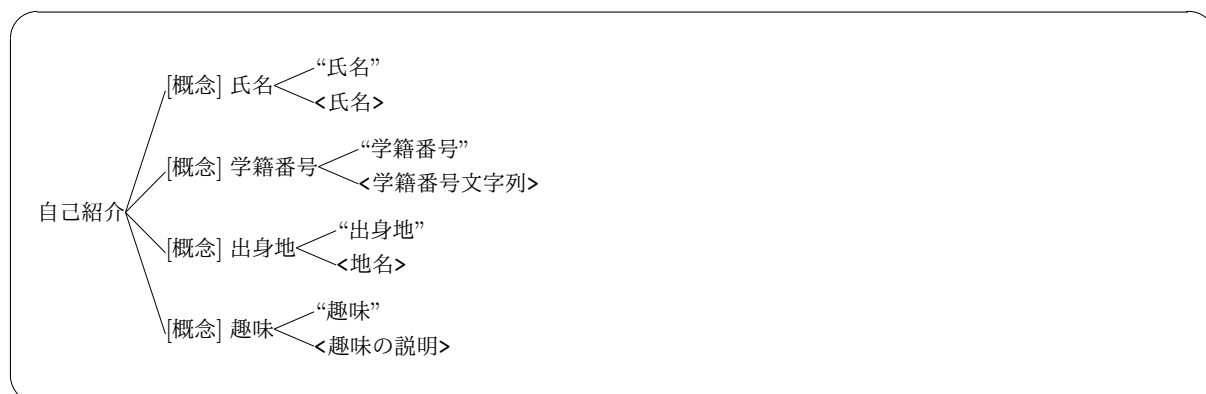 “氏名”
[概念] 氏名
<氏名>
“学籍番号”
[概念] 学籍番号
<学籍番号文字列>
自己紹介
“出身地”
[概念] 出身地
<地名>
“趣味”
[概念] 趣味
<趣味の説明>